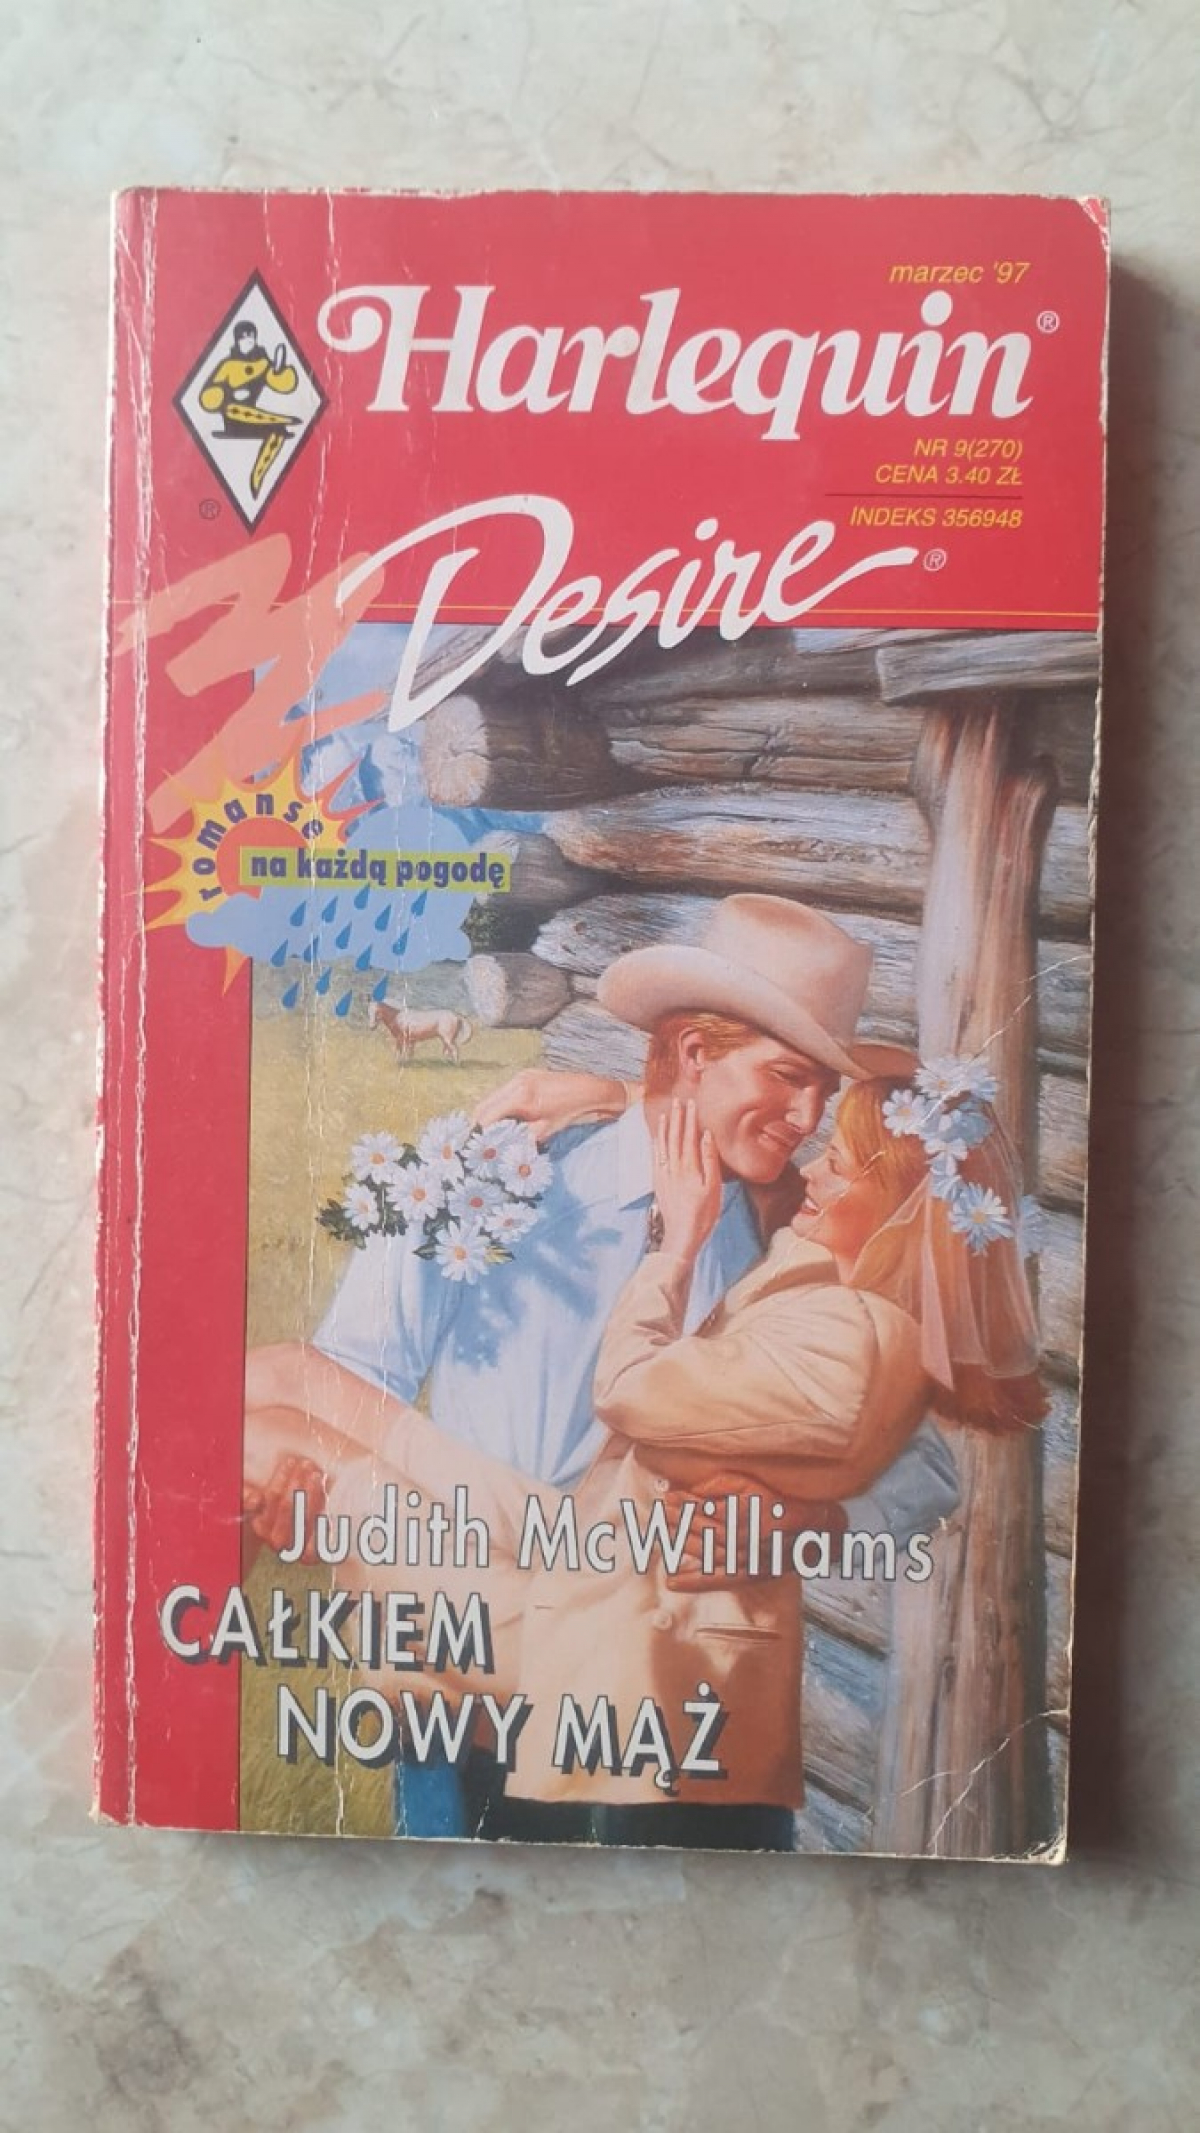 marzec '97
Harlequin®
NR 9(270)
CENA 3.40 ZŁ
INDEKS 356948
®
Desire®
romanse
na każdą pogodę
Judith McWilliams
CAŁKIEM
NOWY MĄŻ